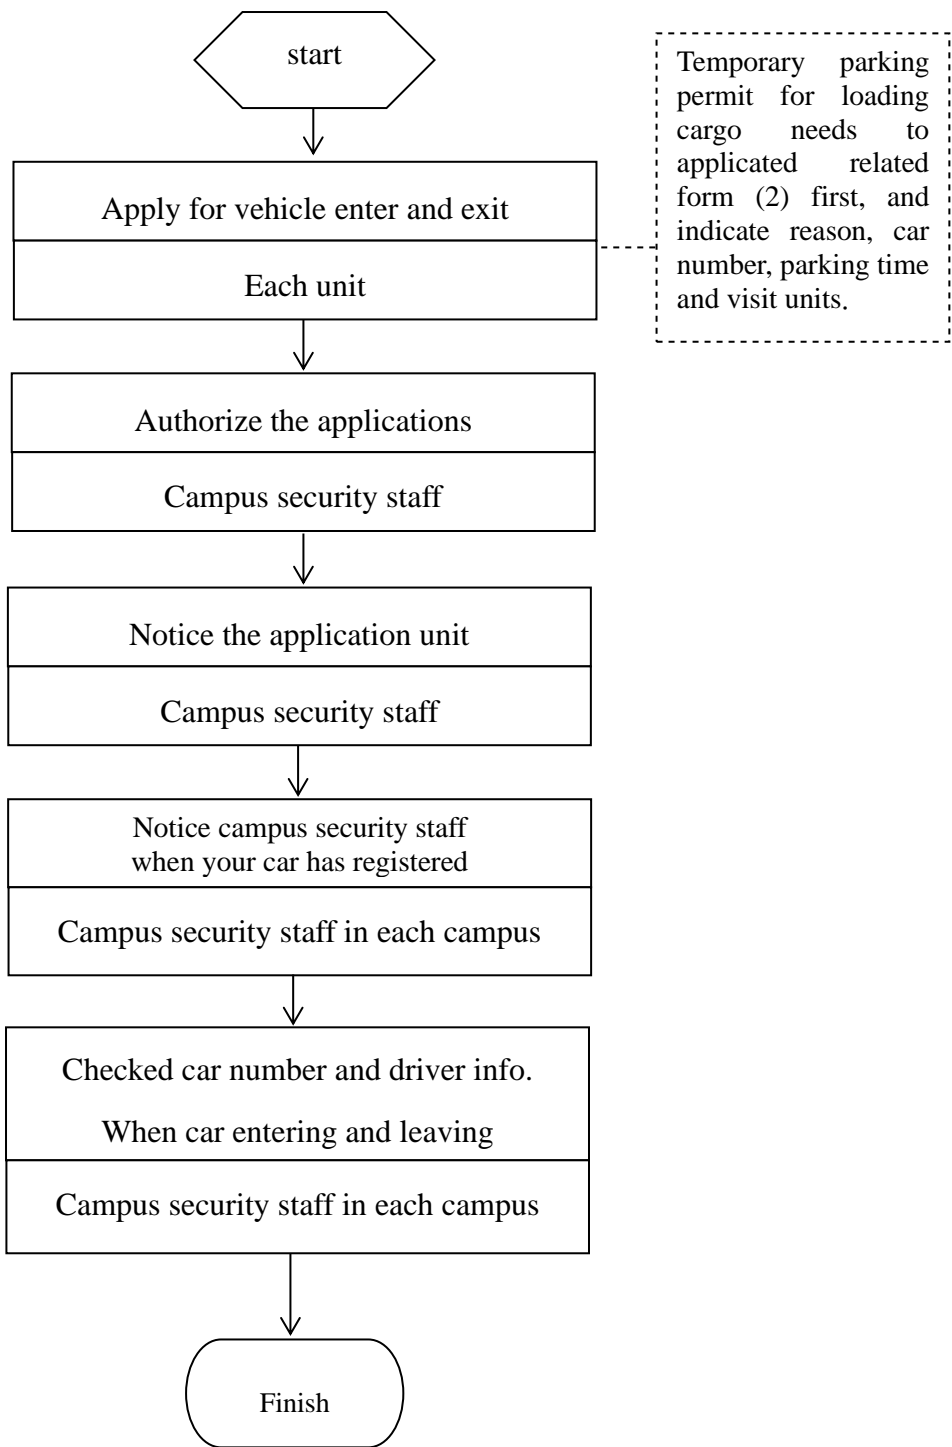 start
Temporary parking
permit for loading
cargo needs to
applicated related
form (2) first, and
indicate reason, car
number, parking time
and visit units.
Apply for vehicle enter and exit
Each unit
Authorize the applications
Campus security staff
Notice the application unit
Campus security staff
Notice campus security staff
when your car has registered
Campus security staff in each campus
Checked car number and driver info.
When car entering and leaving
Campus security staff in each campus
Finish